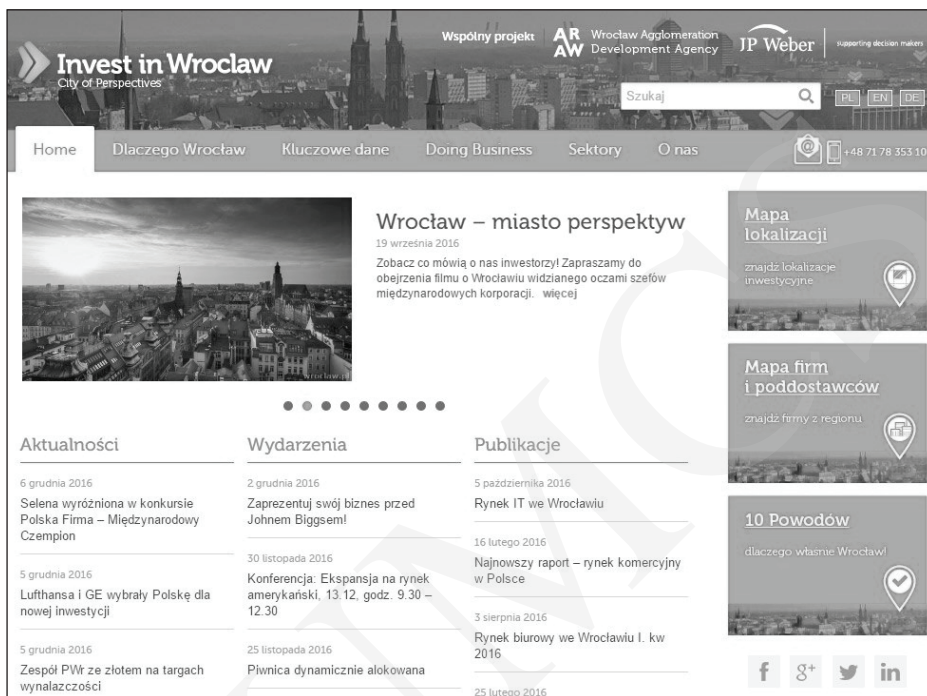 Invest in Wroclaw
City of Perspectives
Wspólny projekt
AR
AW
Wrocław Agglomeration
Development Agency
JP Weber
supporting decision makers
Szukaj
PL EN DE
Home Dlaczego Wrocław Kluczowe dane Doing Business Sektory O nas
+48 71 78 353 10
wroclaw.pl
Wrocław – miasto perspektyw
19 września 2016
Zobacz co mówią o nas inwestorzy! Zapraszamy do
obejrzenia filmu o Wrocławiu widzianego oczami szefów
międzynarodowych korporacji. więcej
Aktualności
6 grudnia 2016
Selena wyróżniona w konkursie
Polska Firma – Międzynarodowy
Czempion
5 grudnia 2016
Lufthansa i GE wybrały Polskę dla
nowej inwestycji
5 grudnia 2016
Zespół PWr ze złotem na targach
wynalazczości
Wydarzenia
2 grudnia 2016
Zaprezentuj swój biznes przed
Johnem Biggsem!
30 listopada 2016
Konferencja: Ekspansja na rynek
amerykański, 13.12, godz. 9.30 –
12.30
25 listopada 2016
Piwnica dynamicznie alokowana
Publikacje
5 października 2016
Rynek IT we Wrocławiu
16 lutego 2016
Najnowszy raport – rynek komercyjny
w Polsce
3 sierpnia 2016
Rynek biurowy we Wrocławiu I. kw
2016
25 lutego 2016
Mapa
lokalizacji
znajdź lokalizacje
inwestycyjne
Mapa firm
i poddostawców
znajdź firmy z regionu
10 Powodów
dlaczego właśnie Wrocław!
f g+ in
UMCS